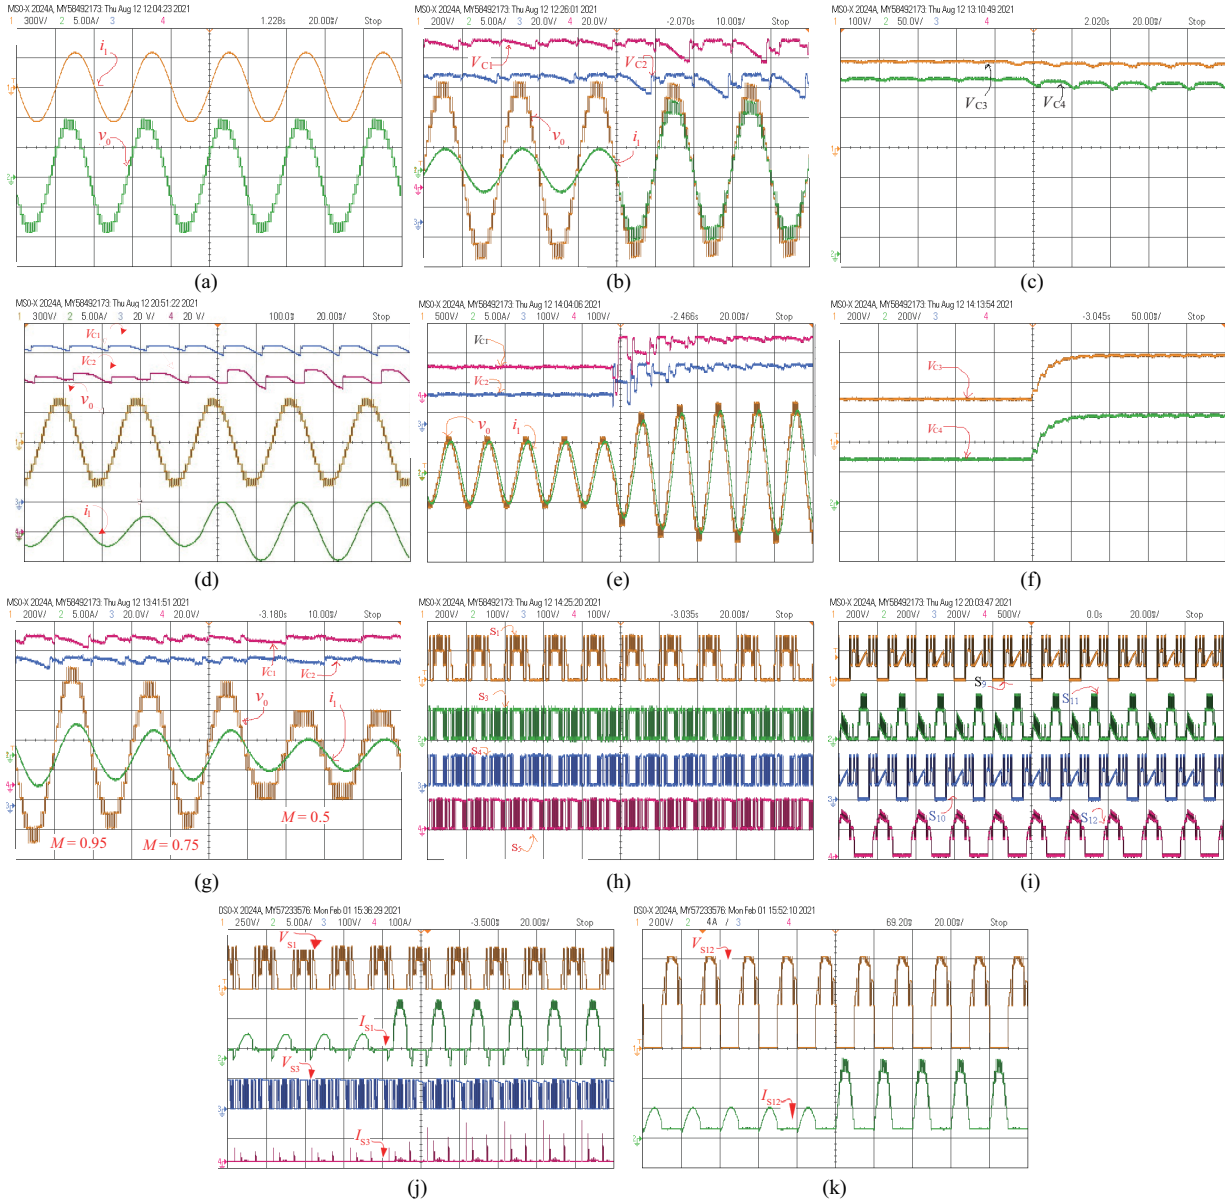 MSO-X 2024A, MY58492173: Thu Aug 12 12:04:23 2021
1 300V/ 2 5.00A/ 3 4 1.228s 20.00ms/ Stop
i1
v0
(a)
MSO-X 2024A, MY58492173: Thu Aug 12 12:26:01 2021
1 200V/ 2 5.00A/ 3 20.0V/ 4 20.0V/ -2.070s 10.00ms/ Stop
VC1
VC2
v0
i1
(b)
MSO-X 2024A, MY58492173: Thu Aug 12 13:10:49 2021
1 100V/ 2 50.0V/ 3 4 2.020s 20.00ms/ Stop
VC3
VC4
(c)
MSO-X 2024A, MY58492173: Thu Aug 12 20:51:22 2021
1 300V/ 2 5.00A/ 3 20 V/ 4 20 V/ 100.0ms 20.00ms/ Stop
VC1
VC2
v0
i1
(d)
MSO-X 2024A, MY58492173: Thu Aug 12 14:04:06 2021
1 500V/ 2 5.00A/ 3 100V/ 4 100V/ -2.466s 20.00ms/ Stop
VC1
VC2
v0
i1
(e)
MSO-X 2024A, MY58492173: Thu Aug 12 14:13:54 2021
1 200V/ 2 200V/ 3 4 -3.045s 50.00ms/ Stop
VC3
VC4
(f)
MSO-X 2024A, MY58492173: Thu Aug 12 13:41:51 2021
1 200V/ 2 5.00A/ 3 20.0V/ 4 20.0V/ -3.180s 10.00ms/ Stop
VC1
VC2
v0
i1
M = 0.95
M = 0.75
M = 0.5
(g)
MSO-X 2024A, MY58492173: Thu Aug 12 14:25:20 2021
1 200V/ 2 100V/ 3 100V/ 4 100V/ -3.035s 20.00ms/ Stop
S1
S3
S4
S5
(h)
MSO-X 2024A, MY58492173: Thu Aug 12 20:03:47 2021
1 200V/ 2 200V/ 3 200V/ 4 500V/ 0.0s 20.00ms/ Stop
S9
S11
S10
S12
(i)
DSO-X 2024A, MY57233576: Mon Feb 01 15:36:29 2021
1 250V/ 2 5.00A/ 3 100V/ 4 100A/ -3.500s 20.00ms/ Stop
VS1
IS1
VS3
IS3
(j)
DSO-X 2024A, MY57233576: Mon Feb 01 15:52:10 2021
1 200V/ 2 4A / 3 4 69.20s 20.00ms/ Stop
VS12
IS12
(k)